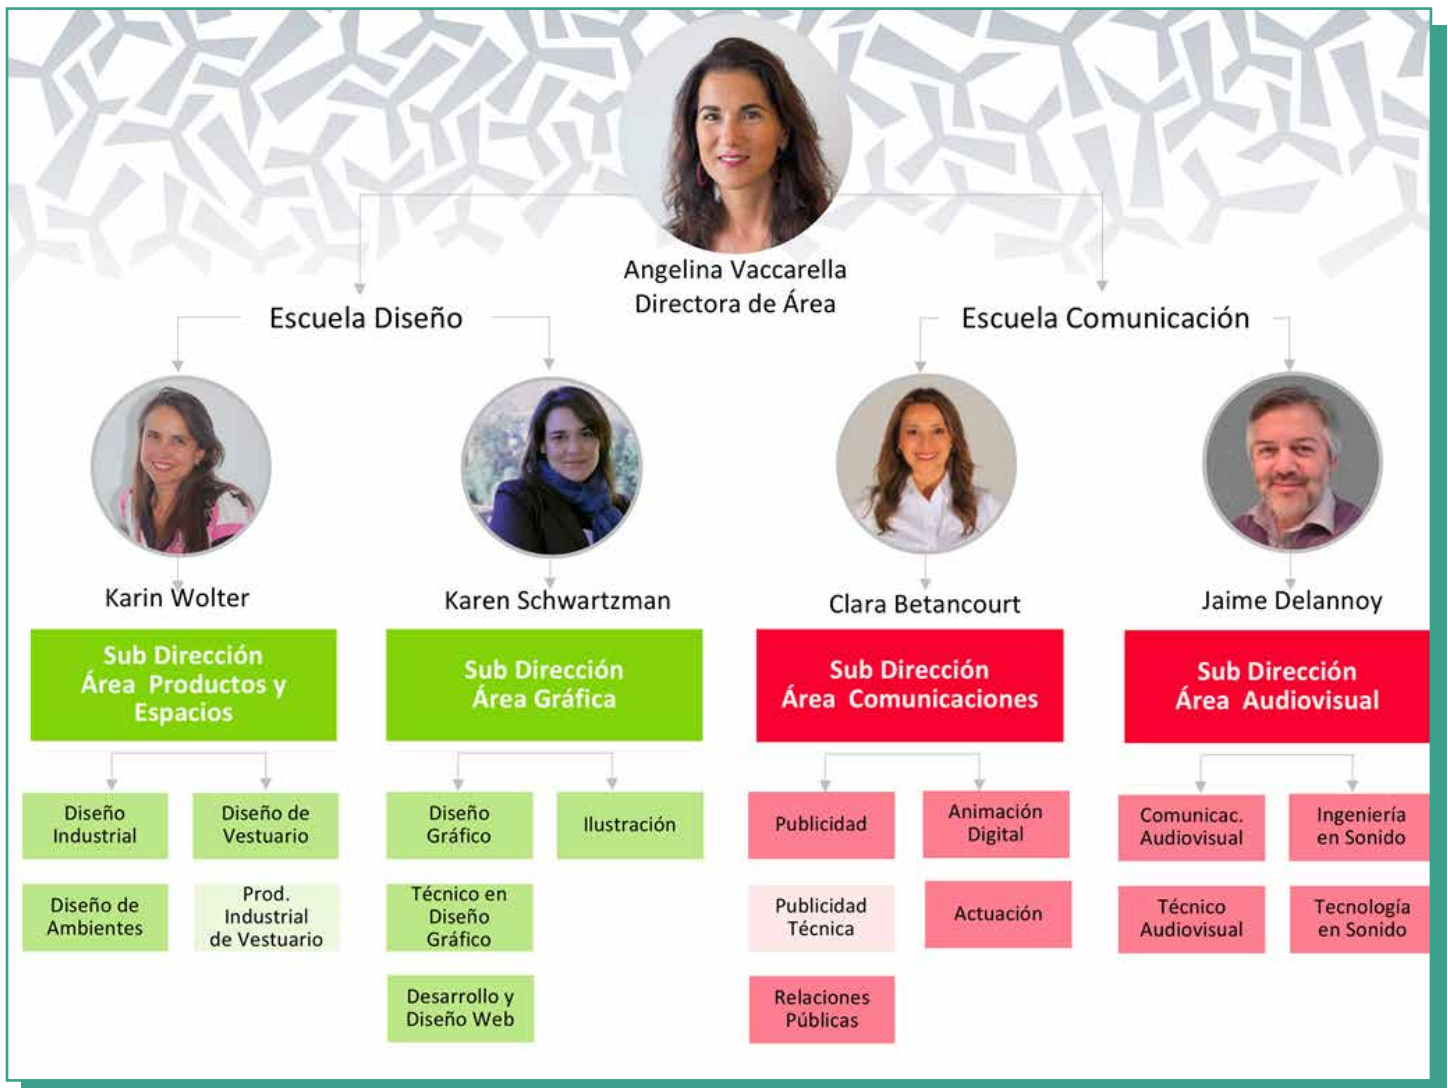 Angelina Vaccarella
Directora de Área
Escuela Diseño
Escuela Comunicación
Karin Wolter
Karen Schwartzman
Clara Betancourt
Jaime Delannoy
Sub Dirección
Área Productos y
Espacios
Sub Dirección
Área Gráfica
Sub Dirección
Área Comunicaciones
Sub Dirección
Área Audiovisual
Diseño
Industrial
Diseño de
Vestuario
Diseño
Gráfico
Ilustración
Publicidad
Animación
Digital
Comunicac.
Audiovisual
Ingeniería
en Sonido
Diseño de
Ambientes
Prod.
Industrial
de Vestuario
Técnico en
Diseño
Gráfico
Publicidad
Técnica
Actuación
Técnico
Audiovisual
Tecnología
en Sonido
Desarrollo y
Diseño Web
Relaciones
Públicas